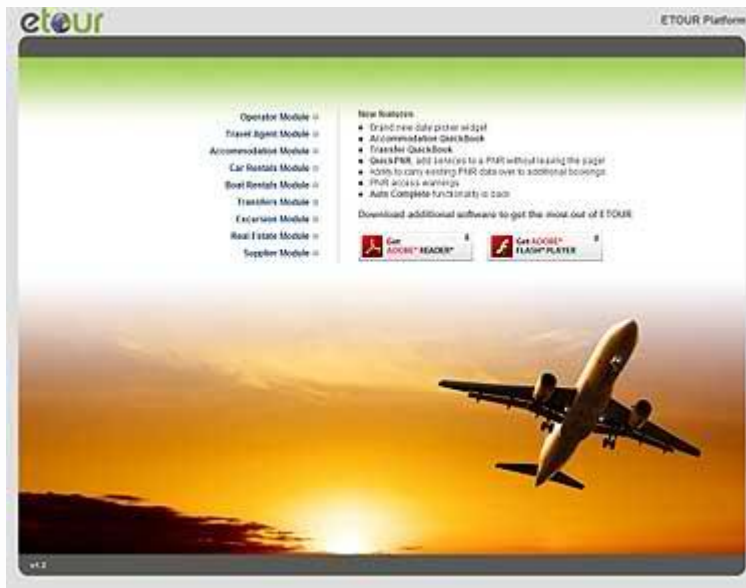 etour
ETOUR Platform
Operator Module
Travel Agent Module
Accommodation Module
Car Rentals Module
Boat Rentals Module
Transfers Module
Excursion Module
Real Estate Module
Supplier Module
New features
Brand new date picker widget
Accommodation QuickBook
Transfer QuickBook
QuickPNR, add services to a PNR without leaving the page!
Ability to carry existing PNR data over to additional bookings
PNR access warnings
Auto Complete functionality is back
Download additional software to get the most out of ETOUR
Get
ADOBE® READER®
Get ADOBE®
FLASH® PLAYER
v1.2